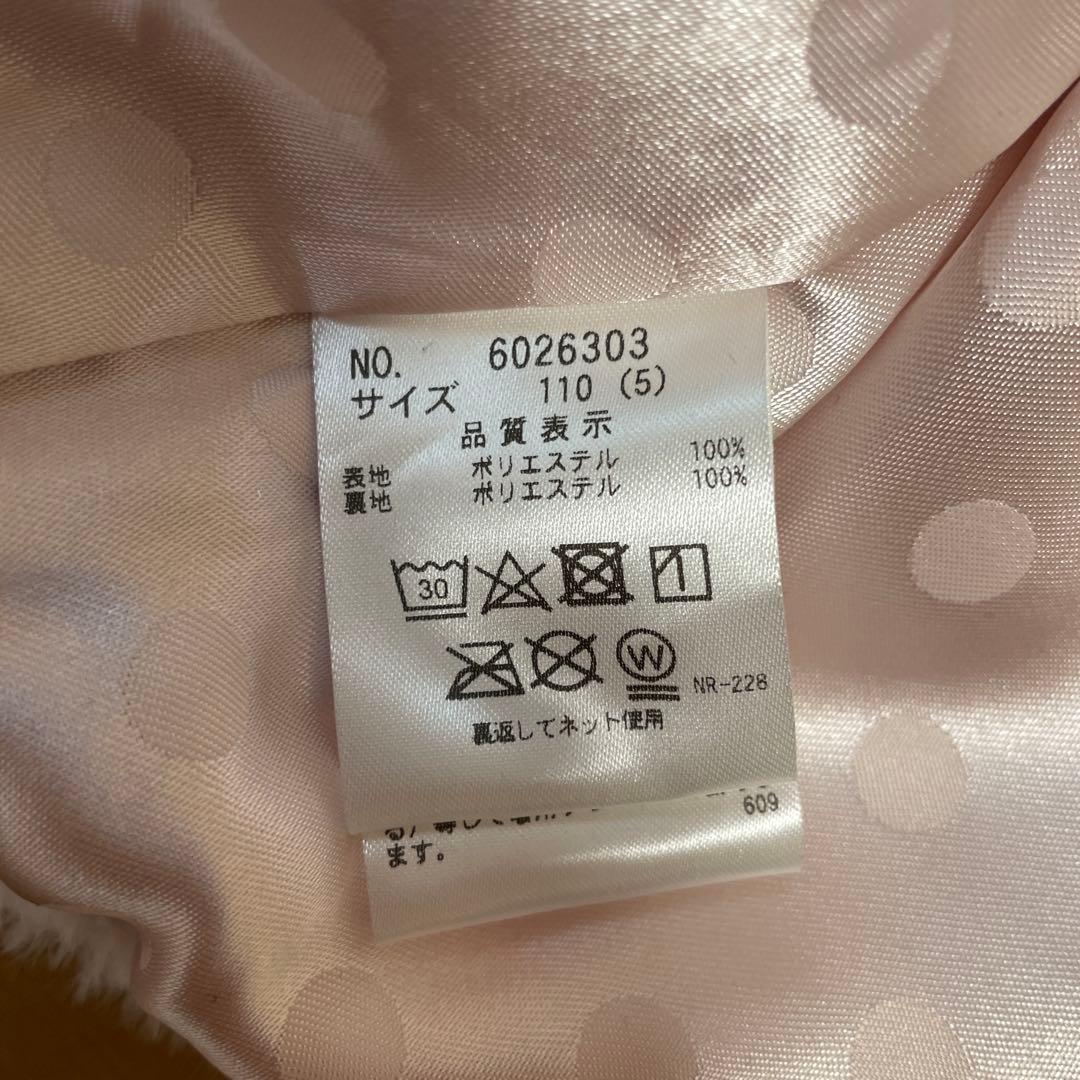 NO. 6026303
サイズ 110 (5)
品質表示
表地 ポリエステル 100%
裏地 ポリエステル 100%
30
W
NR-228
裏返してネット使用
609
ます。